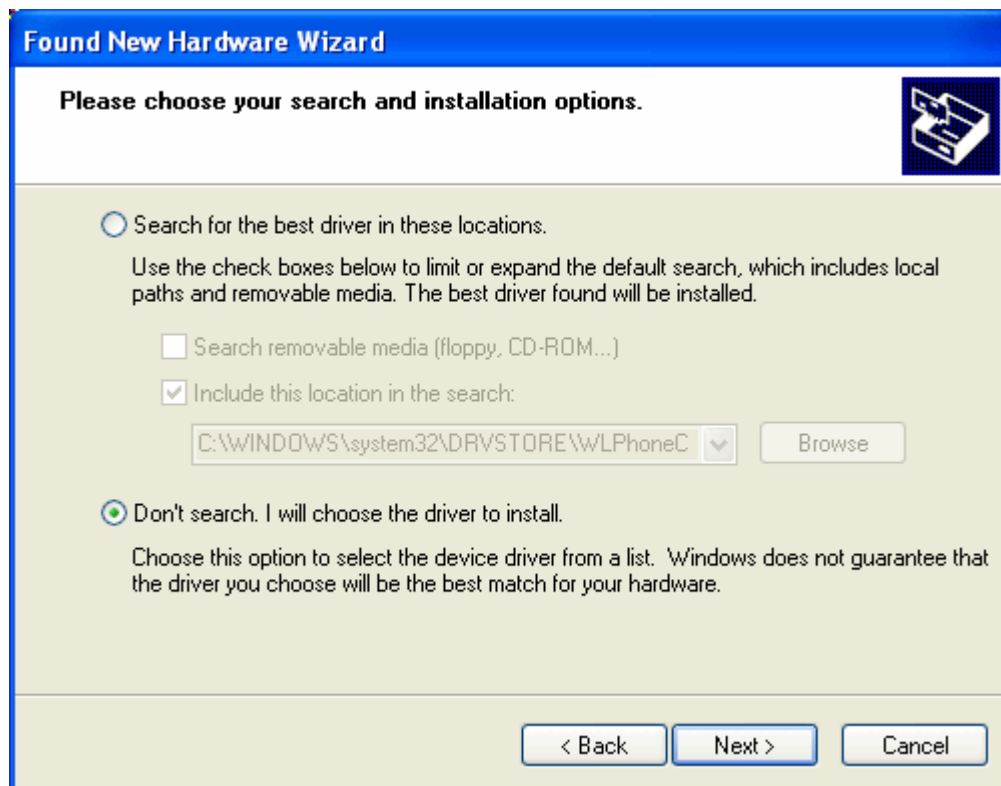 Found New Hardware Wizard
Please choose your search and installation options.
Search for the best driver in these locations.
Use the check boxes below to limit or expand the default search, which includes local
paths and removable media. The best driver found will be installed.
Search removable media (floppy, CD-ROM...)
Include this location in the search:
C:\WINDOWS\system32\DRVSTORE\WLPhoneC
Browse
Don't search. I will choose the driver to install.
Choose this option to select the device driver from a list.  Windows does not guarantee that
the driver you choose will be the best match for your hardware.
< Back
Next >
Cancel